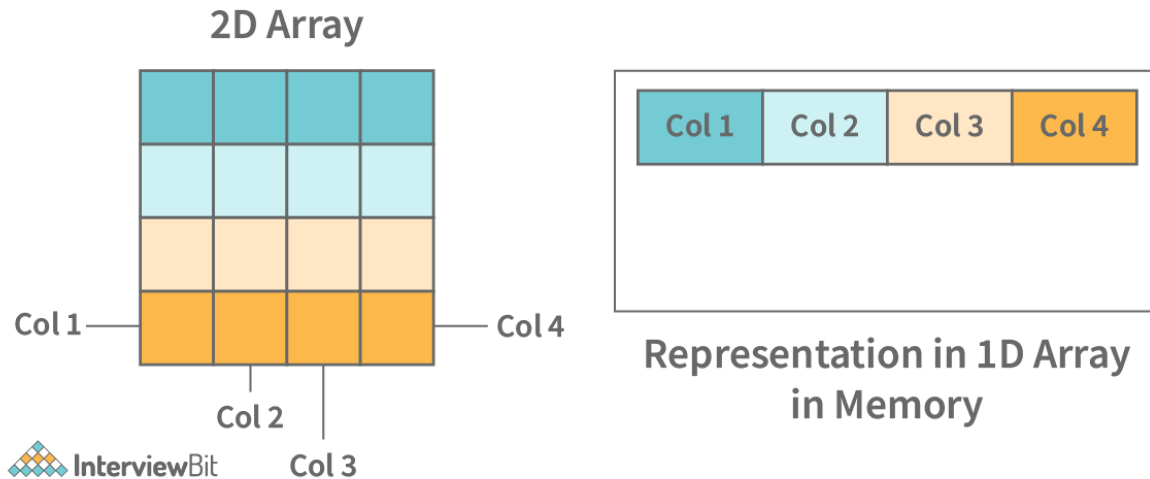 2D Array
Col 1
Col 2
Col 3
Col 4
InterviewBit
Col 1 Col 2 Col 3 Col 4
Representation in 1D Array
in Memory